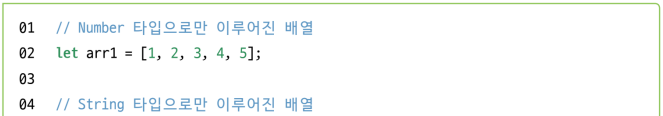 01 // Number 타입으로만 이루어진 배열
02 let arr1 = [1, 2, 3, 4, 5];
03
04 // String 타입으로만 이루어진 배열